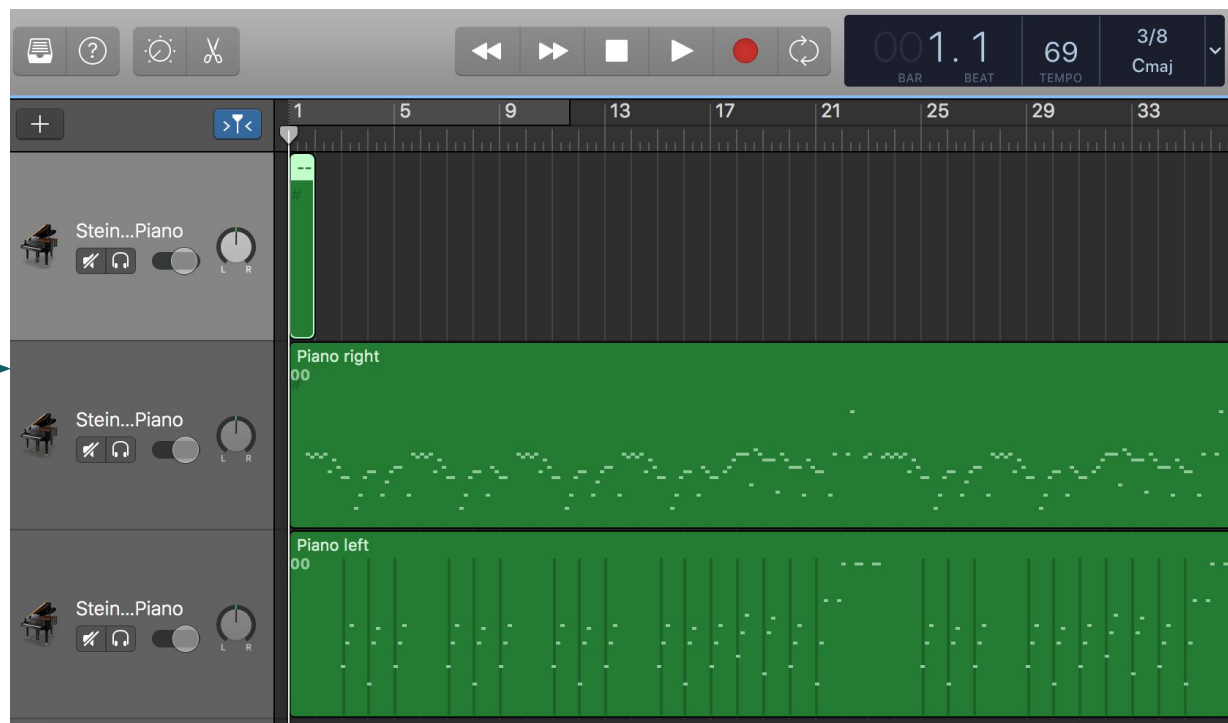 ? 001.1 69 3/8
BAR BEAT TEMPO Cmaj
1 5 9 13 17 21 25 29 33
--
#
Stein...Piano
L R
Piano right
00
#
Stein...Piano
L R
Piano left
00
Stein...Piano
L R